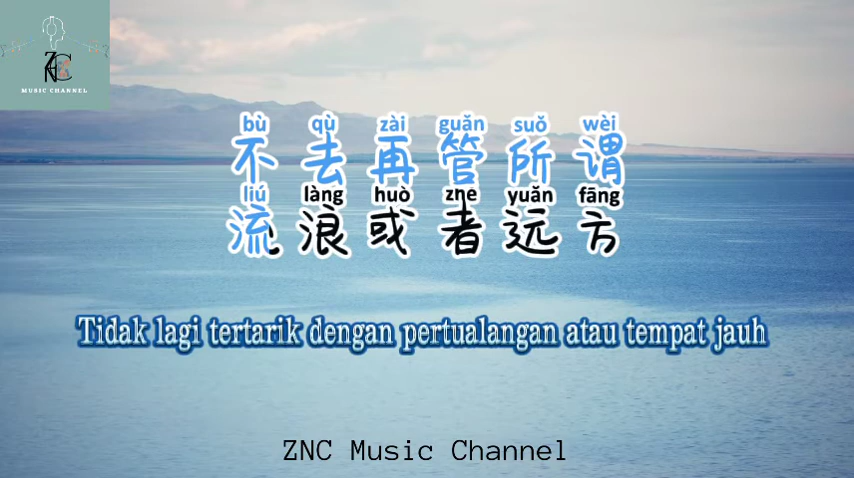 ZNC
MUSIC CHANNEL
bù qù zài guǎn suǒ wèi
不去再管所谓
liú làng huò zhě yuǎn fāng
流浪或者远方
Tidak lagi tertarik dengan pertualangan atau tempat jauh
ZNC Music Channel